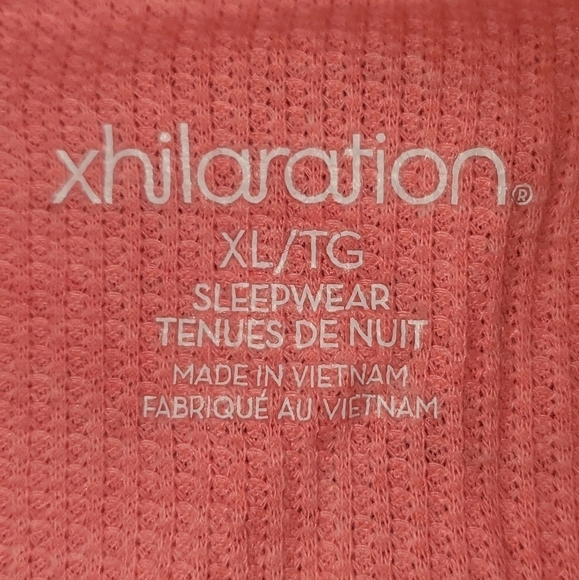 xhilaration®
XL/TG
SLEEPWEAR
TENUES DE NUIT
MADE IN VIETNAM
FABRIQUÉ AU VIETNAM